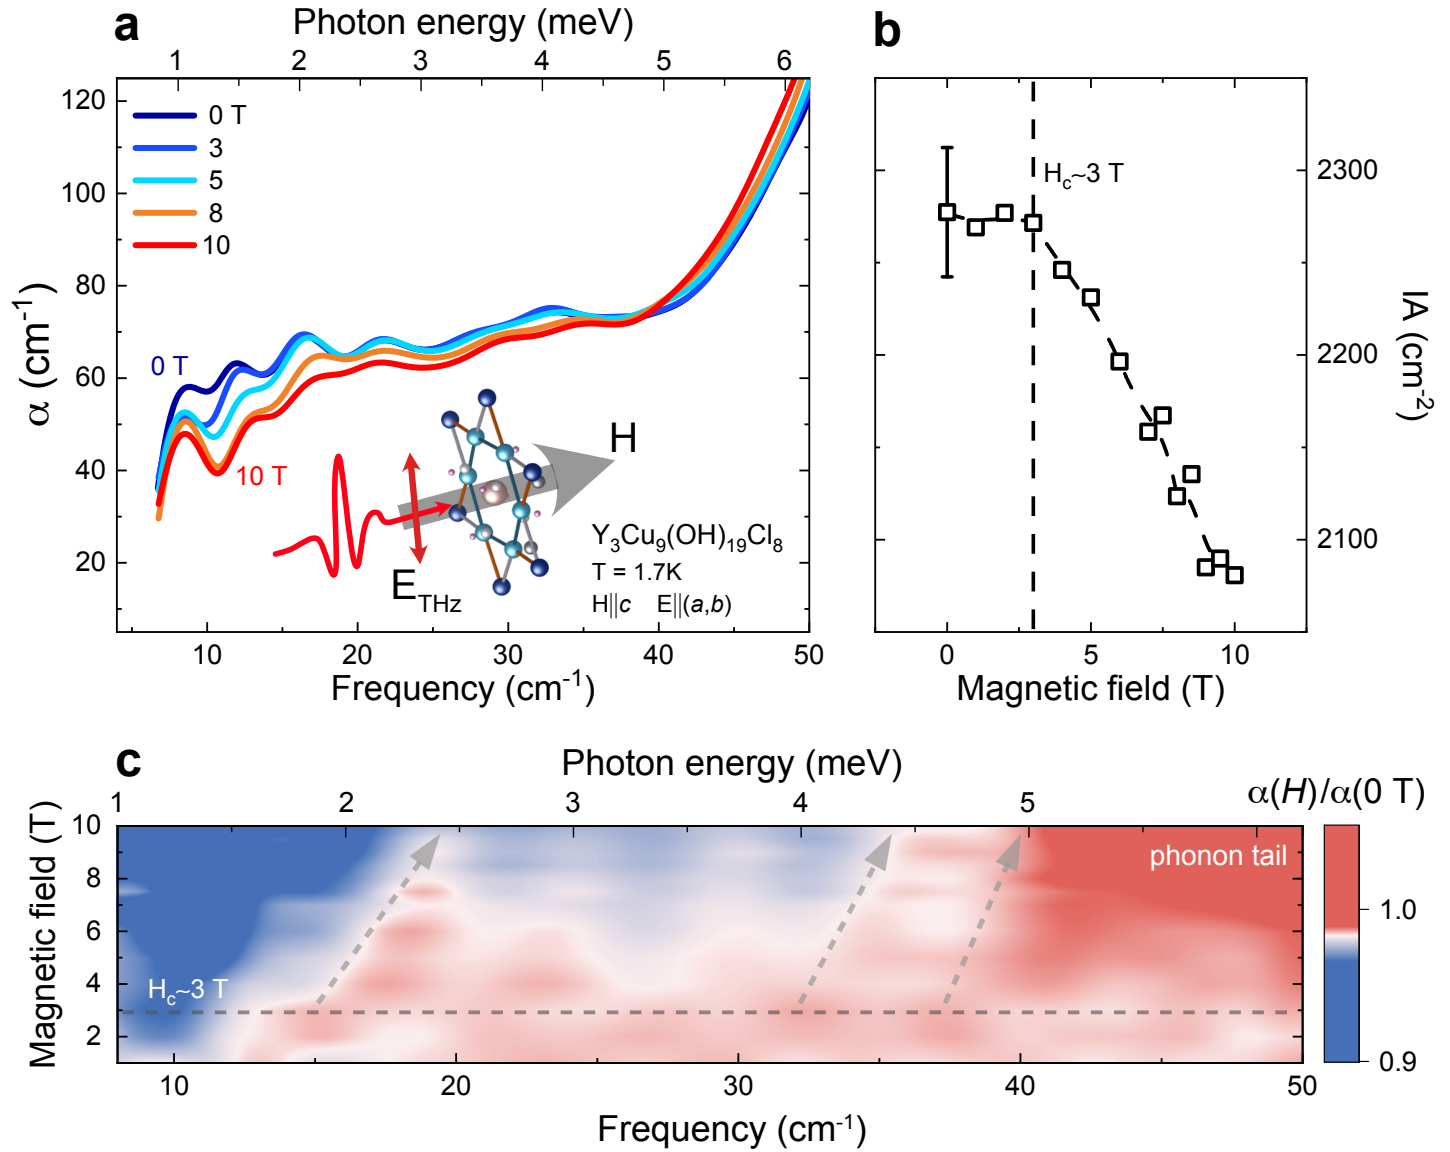 a
Photon energy (meV)
1 2 3 4 5 6
120
100
80
60
40
20
α (cm⁻¹)
0 T
3
5
8
10
0 T
10 T
H
E_THz
Y₃Cu₉(OH)₁₉Cl₈
T = 1.7K
H||c E||(a,b)
10 20 30 40 50
Frequency (cm⁻¹)
b
H_c~3 T
2300
2200
2100
IA (cm⁻²)
0 5 10
Magnetic field (T)
c
Photon energy (meV)
1 2 3 4 5
α(H)/α(0 T)
Magnetic field (T)
10
8
6
4
2
phonon tail
H_c~3 T
1.0
0.9
10 20 30 40 50
Frequency (cm⁻¹)